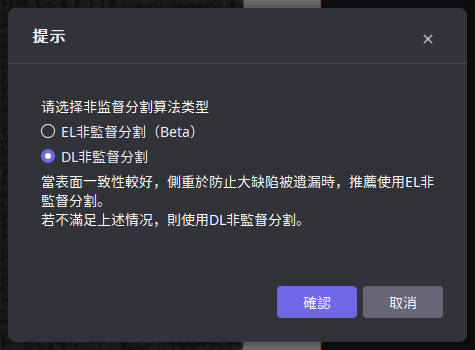 提示
请选择非监督分割算法类型
EL非監督分割（Beta）
DL非監督分割
當表面一致性較好，側重於防止大缺陷被遺漏時，推薦使用EL非
監督分割。
若不滿足上述情況，則使用DL非監督分割。
確認
取消